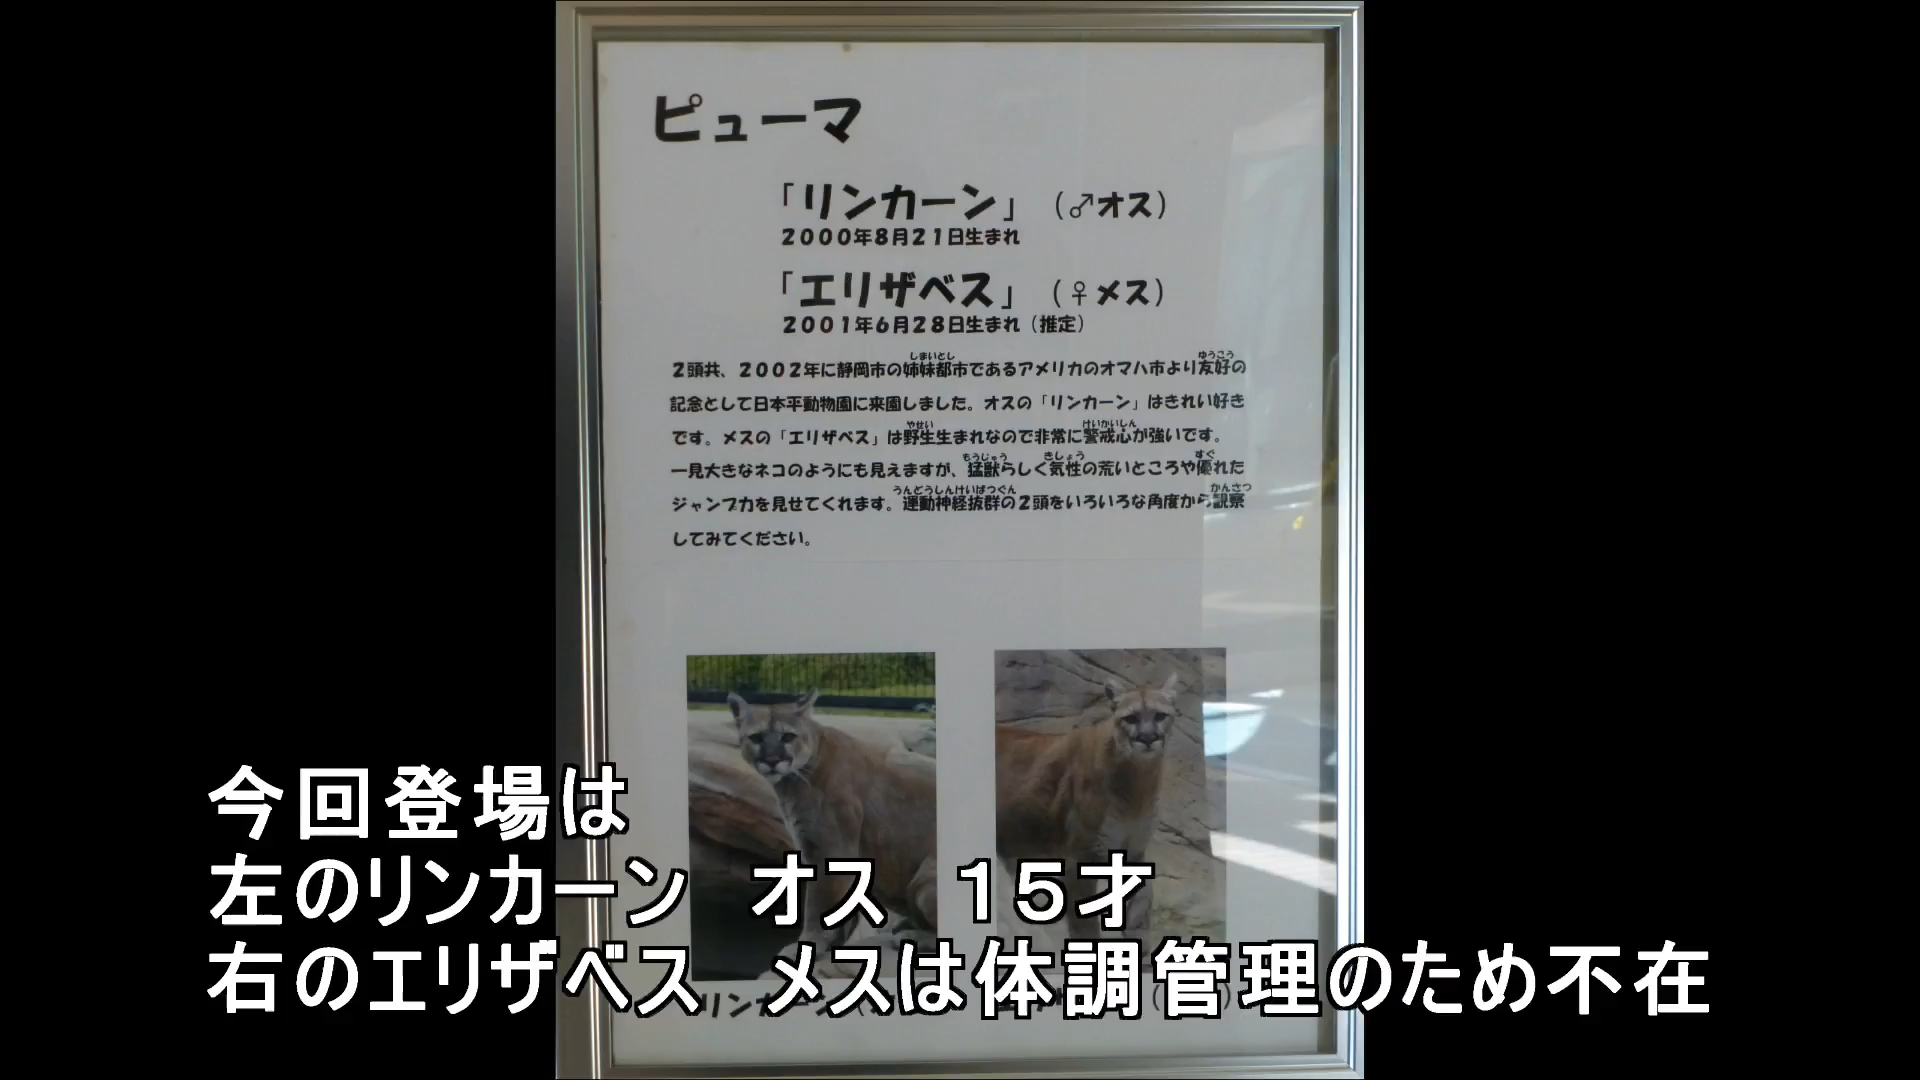 ピューマ
「リンカーン」（♂オス）
２０００年８月２１日生まれ
「エリザベス」（♀メス）
２００１年６月２８日生まれ（推定）
２頭共、２００２年に静岡市の姉妹都市であるアメリカのオマハ市より友好の
記念として日本平動物園に来園しました。オスの「リンカーン」はきれい好き
です。メスの「エリザベス」は野生生まれなので非常に警戒心が強いです。
一見大きなネコのようにも見えますが、猛獣らしく気性の荒いところや優れた
ジャンプ力を見せてくれます。運動神経抜群の２頭をいろいろな角度から観察
してみてください。
今回登場は
左のリンカーン　オス　１５才
右のエリザベス　メスは体調管理のため不在
リンカーン